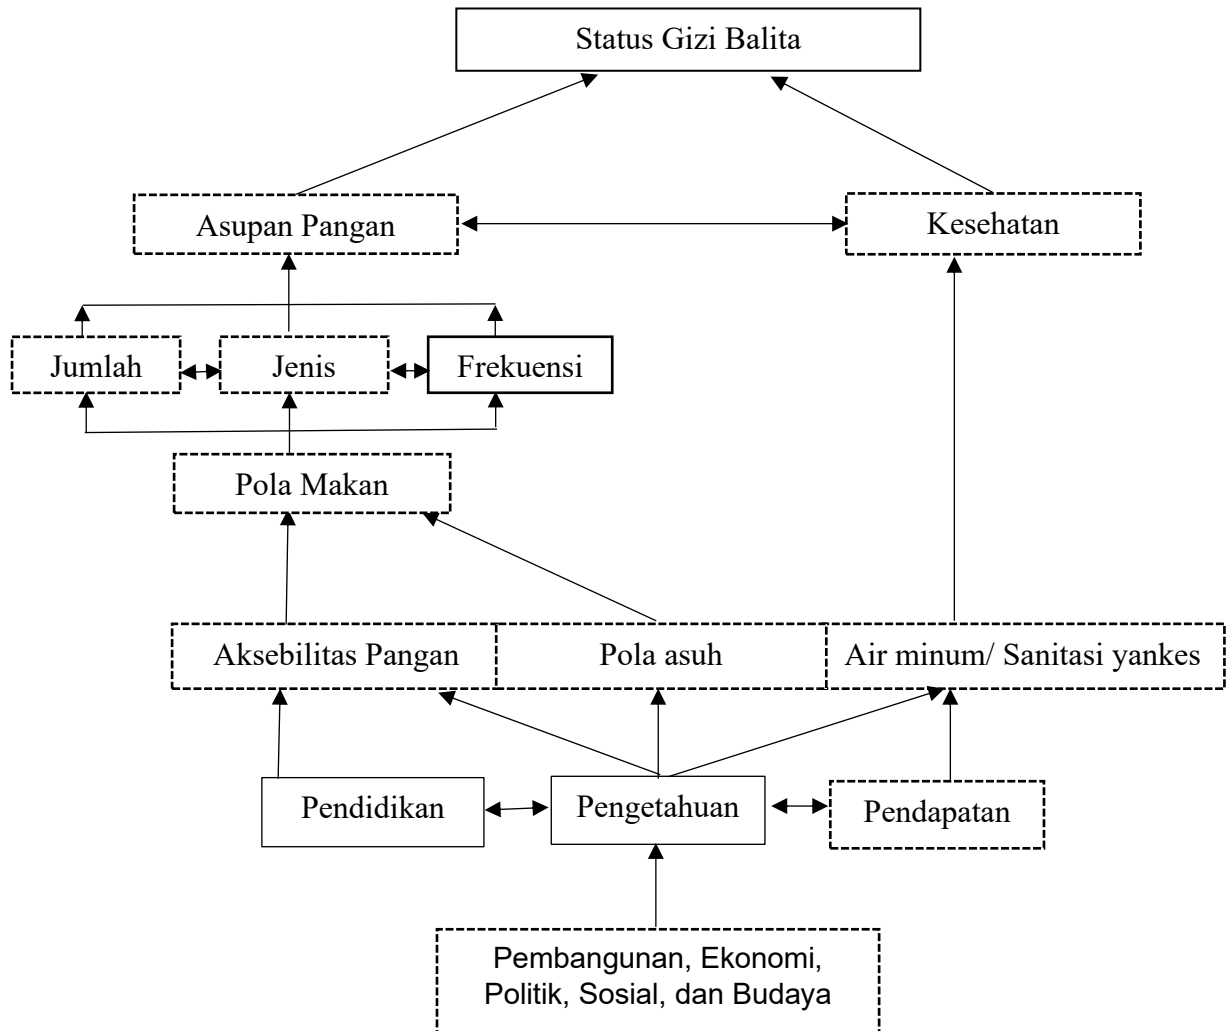 Status Gizi Balita
Asupan Pangan
Kesehatan
Jumlah
Jenis
Frekuensi
Pola Makan
Aksebilitas Pangan
Pola asuh
Air minum/ Sanitasi yankes
Pendidikan
Pengetahuan
Pendapatan
Pembangunan, Ekonomi,
Politik, Sosial, dan Budaya